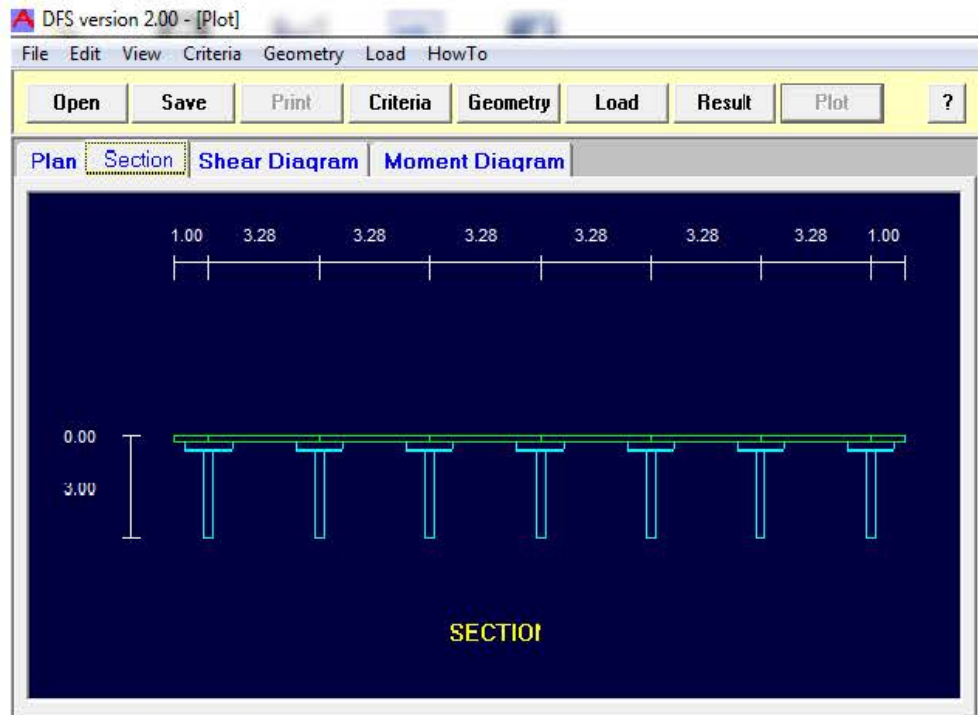 DFS version 2.00 - [Plot]
File Edit View Criteria Geometry Load HowTo
Open Save Print Criteria Geometry Load Result Plot ?
Plan Section Shear Diagram Moment Diagram
1.00 3.28 3.28 3.28 3.28 3.28 3.28 1.00
0.00
3.00
SECTION